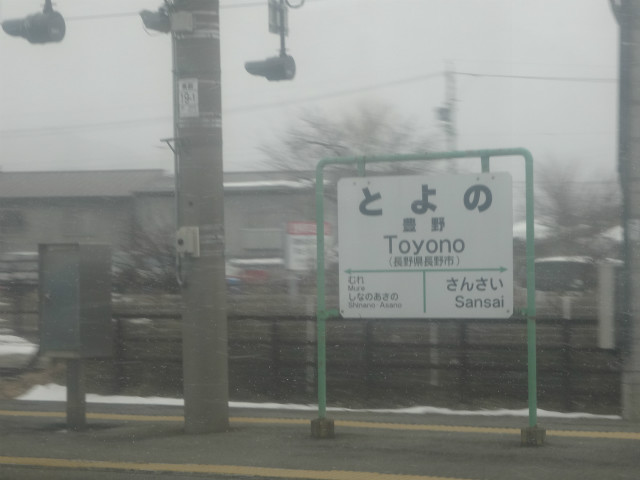 とよの
豊野
Toyono
（長野県長野市）
むれ
Mure
しなのあさの
Shinano-Asano
さんさい
Sansai